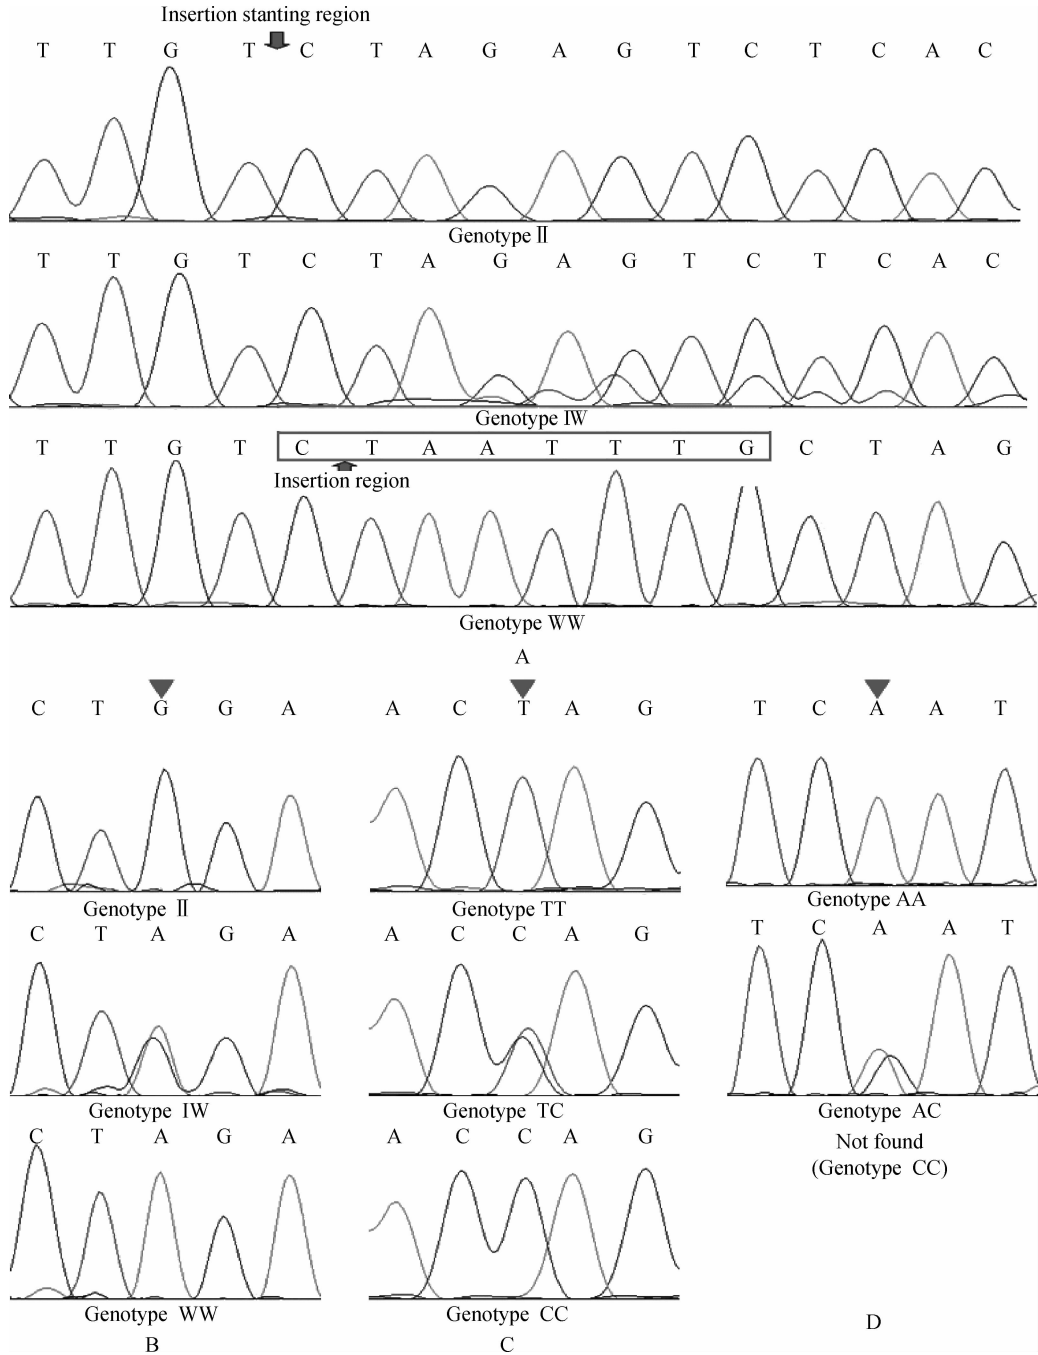 Insertion stanting region
T T G T C T A G A G T C T C A C
Genotype Ⅱ
T T G T C T A G A G T C T C A C
Genotype IW
T T G T C T A A T T T G C T A G
Insertion region
Genotype WW
A
C T G G A
Genotype Ⅱ
C T A G A
Genotype IW
C T A G A
Genotype WW
B
A C T A G
Genotype TT
A C C A G
Genotype TC
A C C A G
Genotype CC
C
T C A A T
Genotype AA
T C A A T
Genotype AC
Not found
(Genotype CC)
D